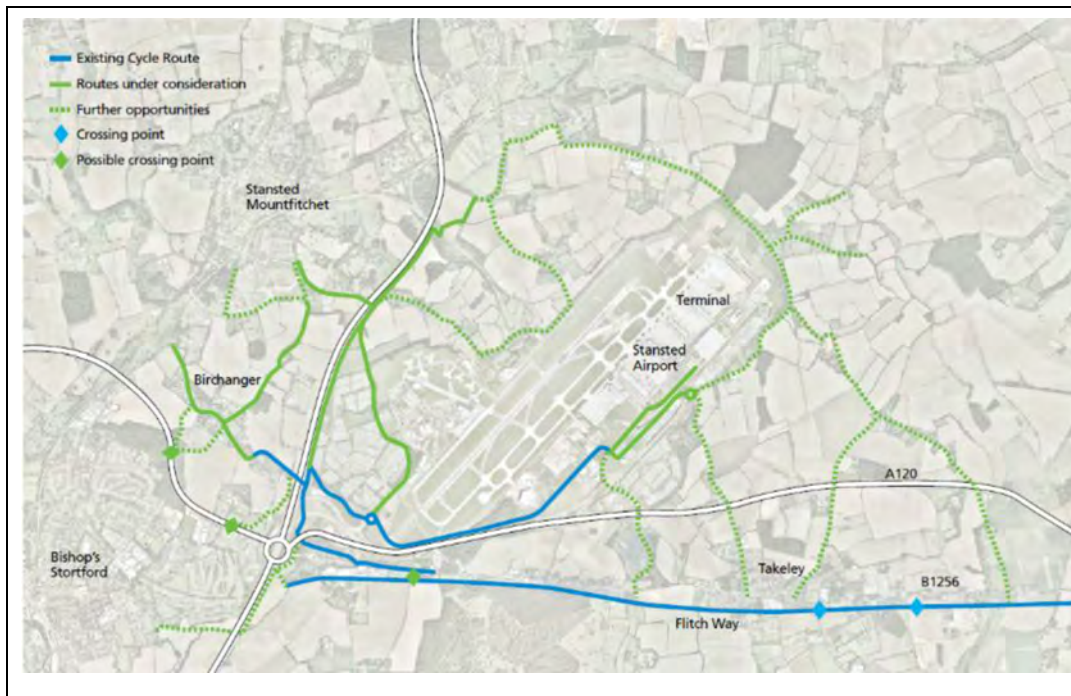 Existing Cycle Route
Routes under consideration
Further opportunities
Crossing point
Possible crossing point
Stansted
Mountfitchet
Terminal
Stansted
Airport
Birchanger
A120
Bishop's
Stortford
Takeley
B1256
Flitch Way